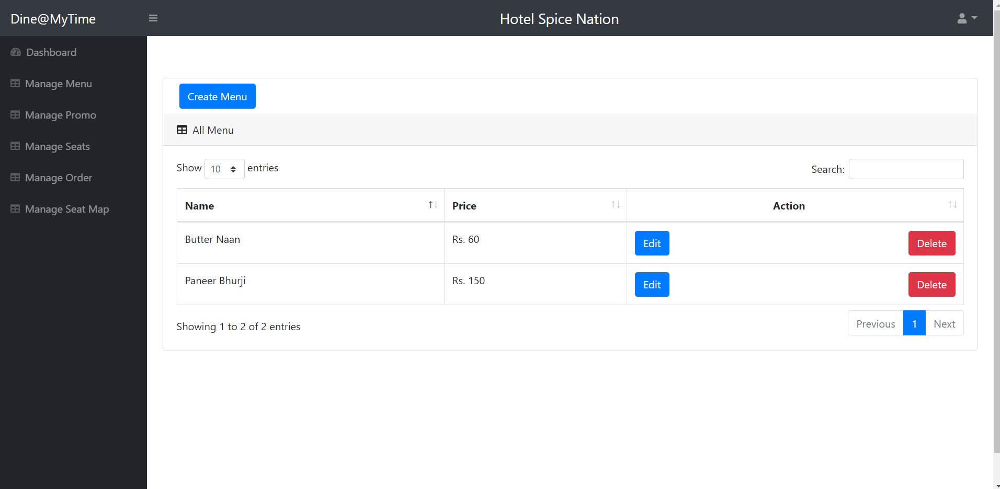 Dine@MyTime
Hotel Spice Nation
Dashboard
Manage Menu
Manage Promo
Manage Seats
Manage Order
Manage Seat Map
Create Menu
All Menu
Show 10 entries
Search:
Name Price Action
Butter Naan Rs. 60 Edit Delete
Paneer Bhurji Rs. 150 Edit Delete
Showing 1 to 2 of 2 entries
Previous 1 Next